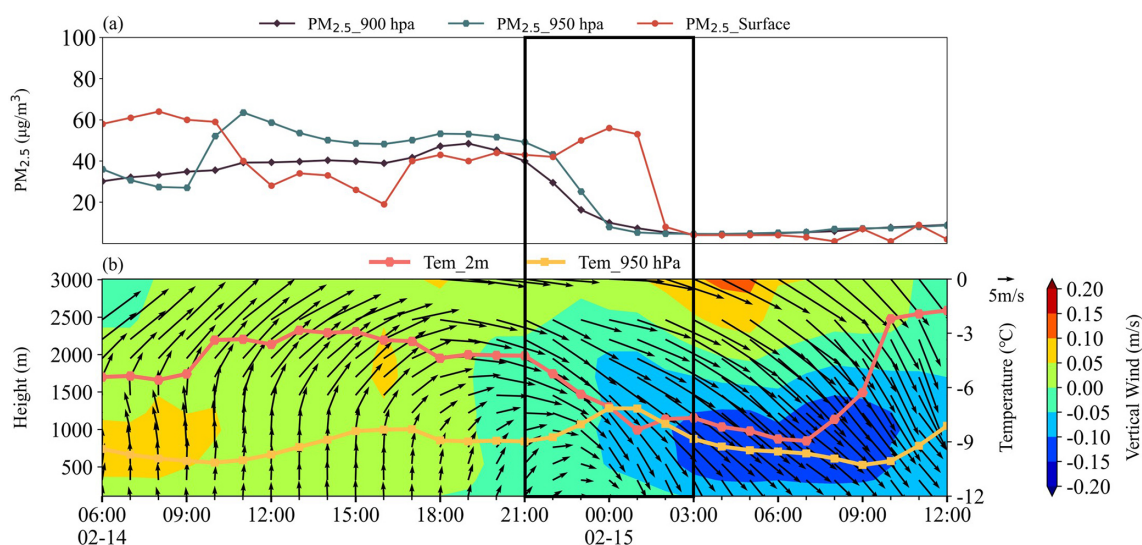 (a)
PM2.5_900 hpa
PM2.5_950 hpa
PM2.5_Surface
100
80
60
40
20
PM2.5 (μg/m³)
(b)
Tem_2m
Tem_950 hPa
3000
2500
2000
1500
1000
500
Height (m)
0
-3
-6
-9
-12
Temperature (℃)
5m/s
0.20
0.15
0.10
0.05
0.00
-0.05
-0.10
-0.15
-0.20
Vertical Wind (m/s)
06:00 09:00 12:00 15:00 18:00 21:00 00:00 03:00 06:00 09:00 12:00
02-14 02-15